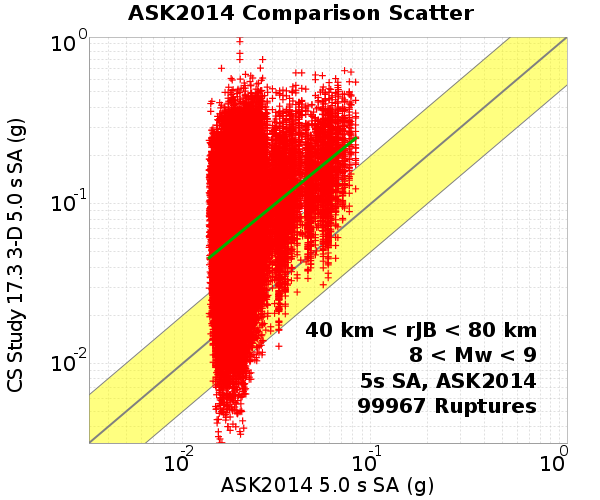 ASK2014 Comparison Scatter
CS Study 17.3 3-D 5.0 s SA (g)
10^0
10^-1
10^-2
40 km < rJB < 80 km
8 < Mw < 9
5s SA, ASK2014
99967 Ruptures
10^-2 10^-1 10^0
ASK2014 5.0 s SA (g)